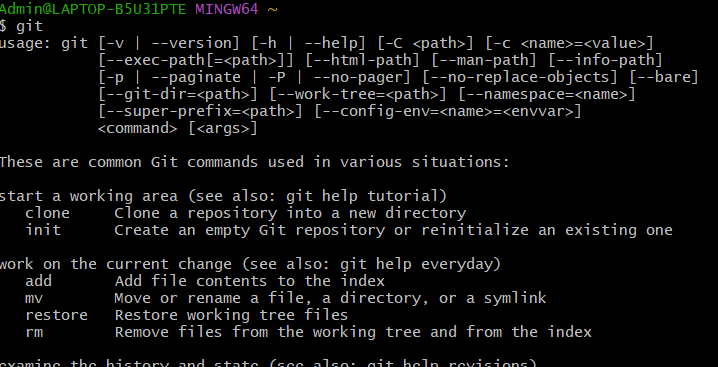 Admin@LAPTOP-B5U31PTE MINGW64 ~
$ git
usage: git [-v | --version] [-h | --help] [-C <path>] [-c <name>=<value>]
           [--exec-path[=<path>]] [--html-path] [--man-path] [--info-path]
           [-p | --paginate | -P | --no-pager] [--no-replace-objects] [--bare]
           [--git-dir=<path>] [--work-tree=<path>] [--namespace=<name>]
           [--super-prefix=<path>] [--config-env=<name>=<envvar>]
           <command> [<args>]
These are common Git commands used in various situations:
start a working area (see also: git help tutorial)
   clone     Clone a repository into a new directory
   init      Create an empty Git repository or reinitialize an existing one
work on the current change (see also: git help everyday)
   add       Add file contents to the index
   mv        Move or rename a file, a directory, or a symlink
   restore   Restore working tree files
   rm        Remove files from the working tree and from the index
examine the history and state (see also: git help revisions)